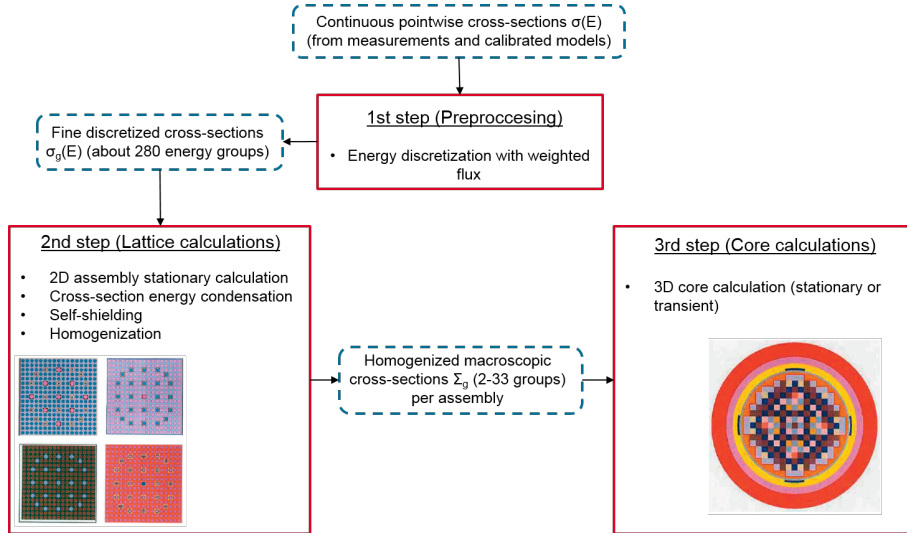 Continuous pointwise cross-sections σ(E)
(from measurements and calibrated models)
1st step (Preproccesing)
• Energy discretization with weighted
flux
Fine discretized cross-sections
σg(E) (about 280 energy groups)
2nd step (Lattice calculations)
• 2D assembly stationary calculation
• Cross-section energy condensation
• Self-shielding
• Homogenization
Homogenized macroscopic
cross-sections Σg (2-33 groups)
per assembly
3rd step (Core calculations)
• 3D core calculation (stationary or
transient)